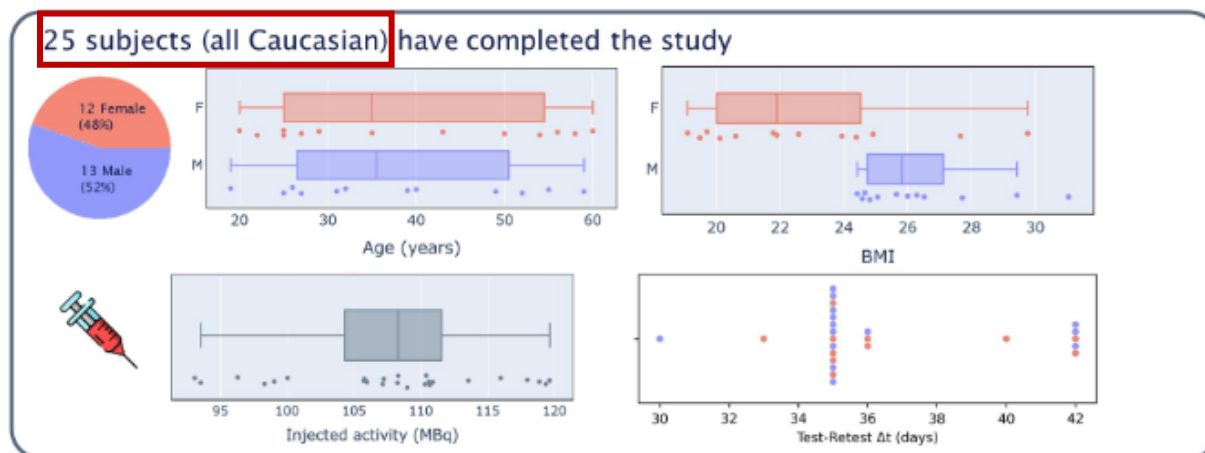 25 subjects (all Caucasian) have completed the study
12 Female
(48%)
13 Male
(52%)
F
M
20 30 40 50 60
Age (years)
F
M
20 22 24 26 28 30
BMI
95 100 105 110 115 120
Injected activity (MBq)
30 32 34 36 38 40 42
Test-Retest Δt (days)